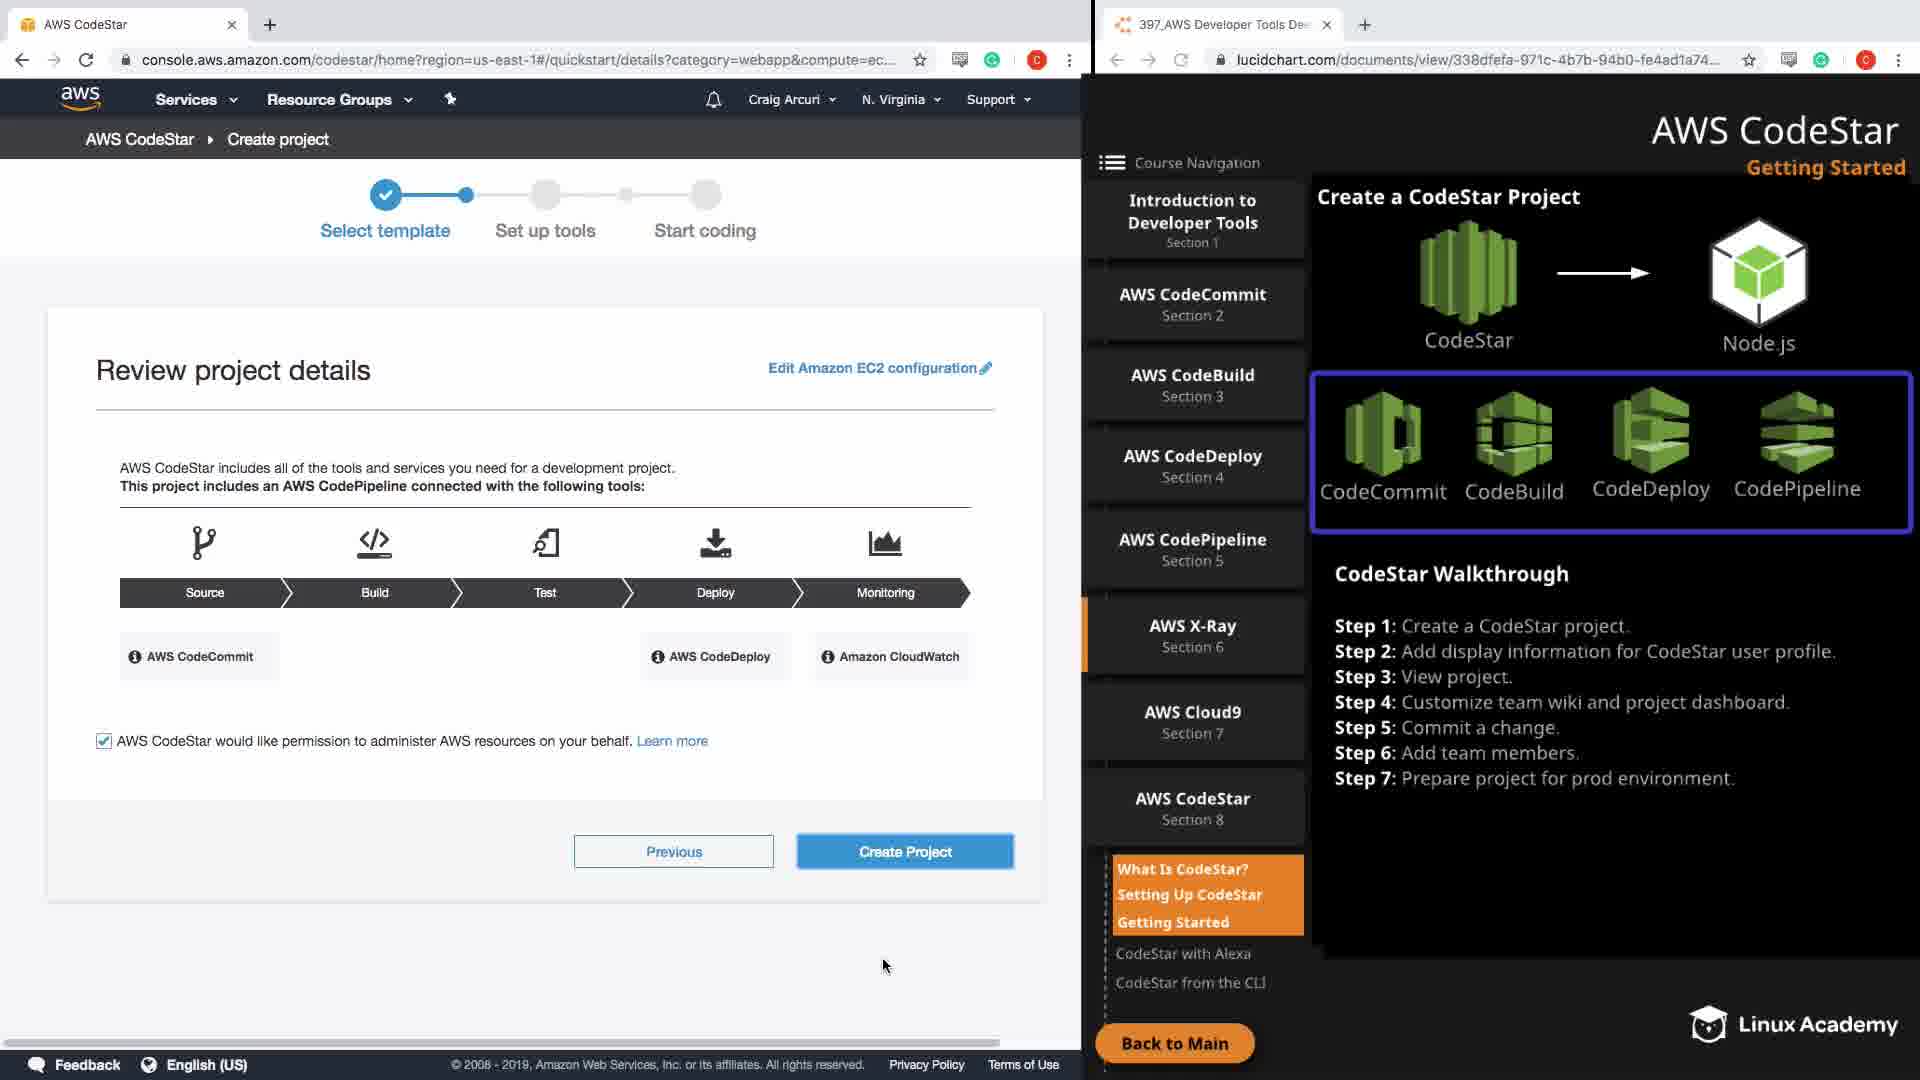 AWS CodeStar
console.aws.amazon.com/codestar/home?region=us-east-1#/quickstart/details?category=webapp&compute=ec...
C
aws
Services
Resource Groups
Craig Arcuri
N. Virginia
Support
AWS CodeStar
Create project
Select template
Set up tools
Start coding
Review project details
Edit Amazon EC2 configuration
AWS CodeStar includes all of the tools and services you need for a development project.
This project includes an AWS CodePipeline connected with the following tools:
Source
Build
Test
Deploy
Monitoring
AWS CodeCommit
AWS CodeDeploy
Amazon CloudWatch
AWS CodeStar would like permission to administer AWS resources on your behalf. Learn more
Previous
Create Project
Feedback
English (US)
© 2008 - 2019, Amazon Web Services, Inc. or its affiliates. All rights reserved.
Privacy Policy
Terms of Use
397_AWS Developer Tools De
lucidchart.com/documents/view/338dfefa-971c-4b7b-94b0-fe4ad1a74...
C
AWS CodeStar
Getting Started
Course Navigation
Introduction to
Developer Tools
Section 1
AWS CodeCommit
Section 2
AWS CodeBuild
Section 3
AWS CodeDeploy
Section 4
AWS CodePipeline
Section 5
AWS X-Ray
Section 6
AWS Cloud9
Section 7
AWS CodeStar
Section 8
What Is CodeStar?
Setting Up CodeStar
Getting Started
CodeStar with Alexa
CodeStar from the CLI
Back to Main
Create a CodeStar Project
CodeStar
Node.js
CodeCommit
CodeBuild
CodeDeploy
CodePipeline
CodeStar Walkthrough
Step 1: Create a CodeStar project.
Step 2: Add display information for CodeStar user profile.
Step 3: View project.
Step 4: Customize team wiki and project dashboard.
Step 5: Commit a change.
Step 6: Add team members.
Step 7: Prepare project for prod environment.
Linux Academy